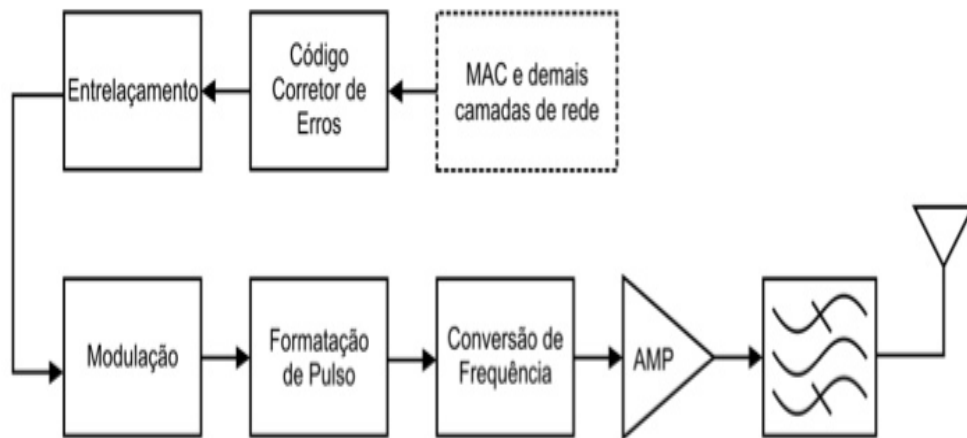 Entrelaçamento
Código
Corretor de
Erros
MAC e demais
camadas de rede
Modulação
Formatação
de Pulso
Conversão de
Frequência
AMP